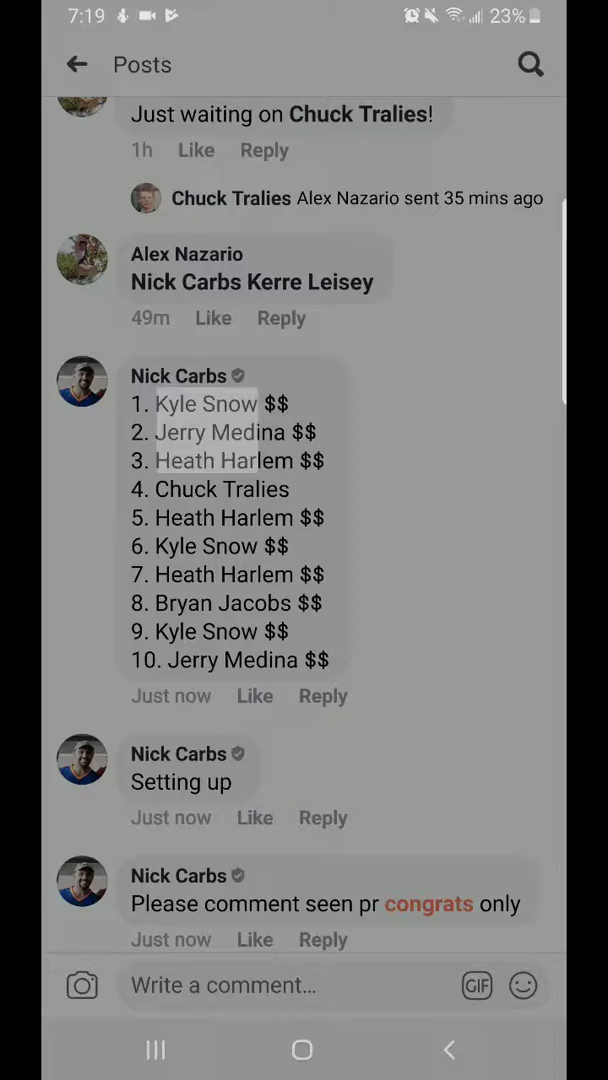 7:19 23%
Posts
Just waiting on Chuck Tralies!
1h Like Reply
Chuck Tralies Alex Nazario sent 35 mins ago
Alex Nazario
Nick Carbs Kerre Leisey
49m Like Reply
Nick Carbs
1. Kyle Snow $$
2. Jerry Medina $$
3. Heath Harlem $$
4. Chuck Tralies
5. Heath Harlem $$
6. Kyle Snow $$
7. Heath Harlem $$
8. Bryan Jacobs $$
9. Kyle Snow $$
10. Jerry Medina $$
Just now Like Reply
Nick Carbs
Setting up
Just now Like Reply
Nick Carbs
Please comment seen pr congrats only
Just now Like Reply
Write a comment...
GIF